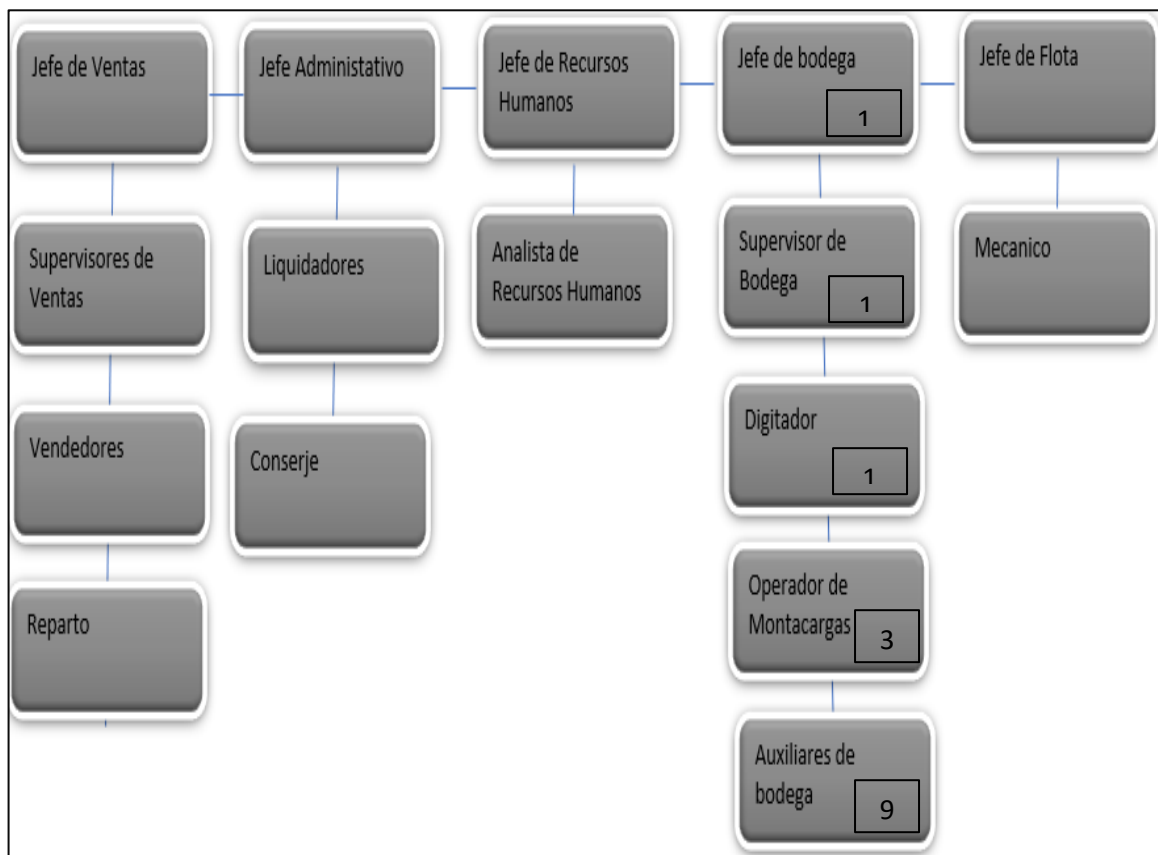 Jefe de Ventas
Jefe Administativo
Jefe de Recursos
Humanos
Jefe de bodega
1
Jefe de Flota
Supervisores de
Ventas
Liquidadores
Analista de
Recursos Humanos
Supervisor de
Bodega
1
Mecanico
Vendedores
Conserje
Digitador
1
Reparto
Operador de
Montacargas
3
Auxiliares de
bodega
9